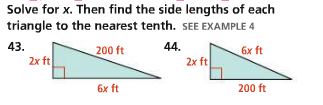 Solve for x. Then find the side lengths of each
triangle to the nearest tenth. SEE EXAMPLE 4
43. 200 ft 2x ft 6x ft
44. 6x ft 2x ft 200 ft